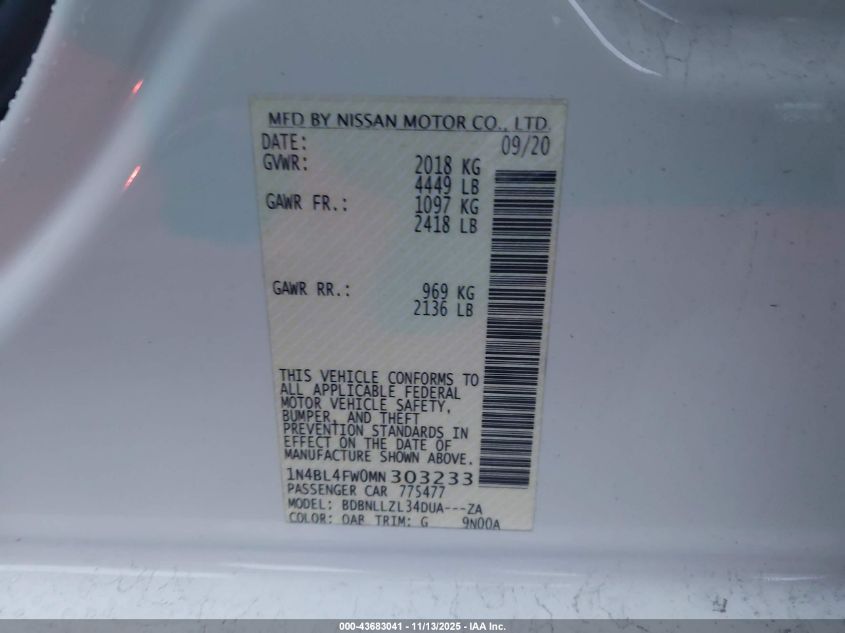 MFD BY NISSAN MOTOR CO., LTD.
DATE: 09/20
GVWR: 2018 KG
4449 LB
GAWR FR.: 1097 KG
2418 LB
GAWR RR.: 969 KG
2136 LB
THIS VEHICLE CONFORMS TO
ALL APPLICABLE FEDERAL
MOTOR VEHICLE SAFETY,
BUMPER, AND THEFT
PREVENTION STANDARDS IN
EFFECT ON THE DATE OF
MANUFACTURE SHOWN ABOVE.
1N4BL4FW0MN303233
PASSENGER CAR 775477
MODEL: BDBNLLZL34DUA---ZA
COLOR: QAB TRIM: G 9N00A
000-43683041 - 11/13/2025 - IAA Inc.